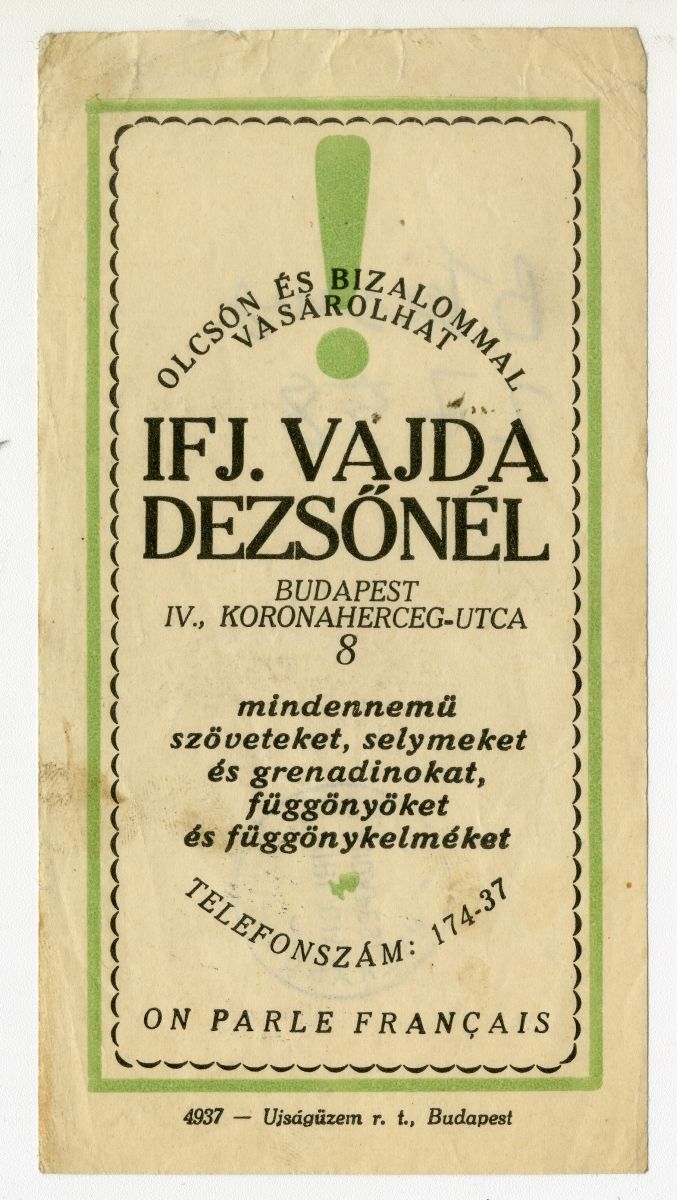 OLCSÓN ÉS BIZALOMMAL
VASÁROLHAT
IFJ. VAJDA
DEZSŐNÉL
BUDAPEST
IV., KORONAHERCEG-UTCA
8
mindennemü
szöveteket, selymeket
és grenadinokat,
függönyöket
és függönykelméket
TELEFONSZÁM: 174-37
ON PARLE FRANÇAIS
4937 — Ujságüzem r. t., Budapest